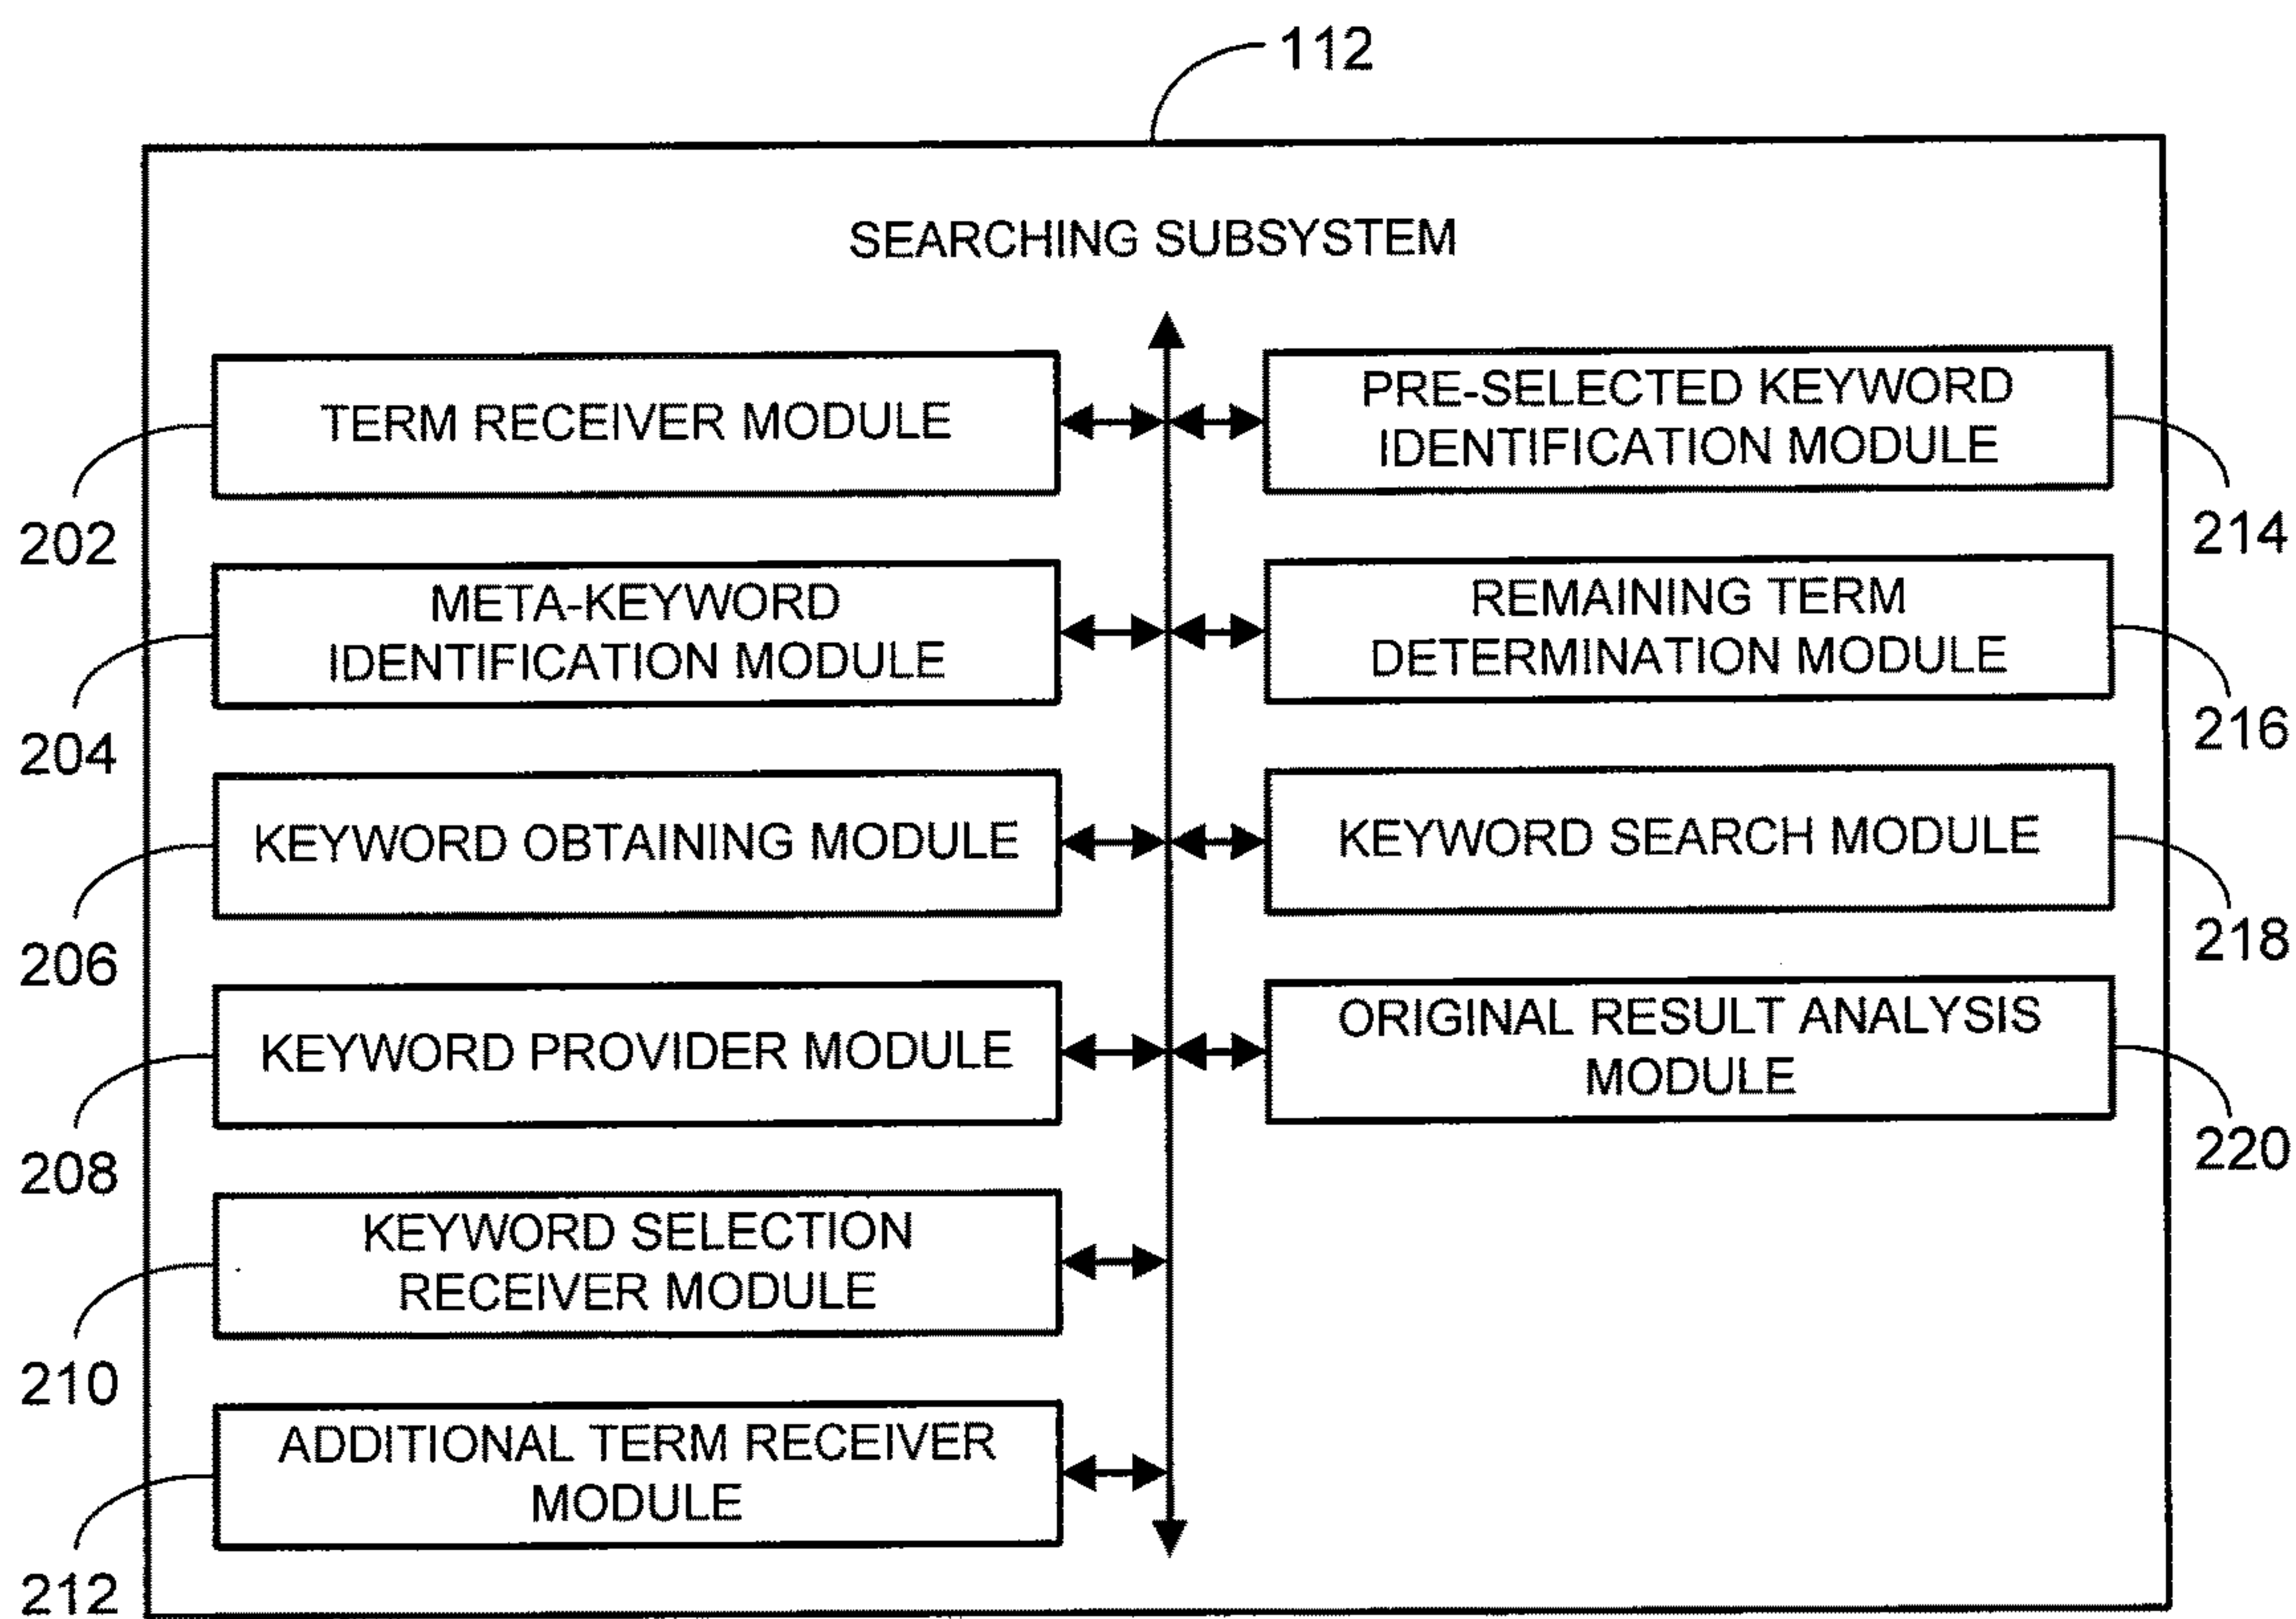 112
SEARCHING SUBSYSTEM
TERM RECEIVER MODULE
202
META-KEYWORD
IDENTIFICATION MODULE
204
KEYWORD OBTAINING MODULE
206
KEYWORD PROVIDER MODULE
208
KEYWORD SELECTION
RECEIVER MODULE
210
ADDITIONAL TERM RECEIVER
MODULE
212
PRE-SELECTED KEYWORD
IDENTIFICATION MODULE
214
REMAINING TERM
DETERMINATION MODULE
216
KEYWORD SEARCH MODULE
218
ORIGINAL RESULT ANALYSIS
MODULE
220